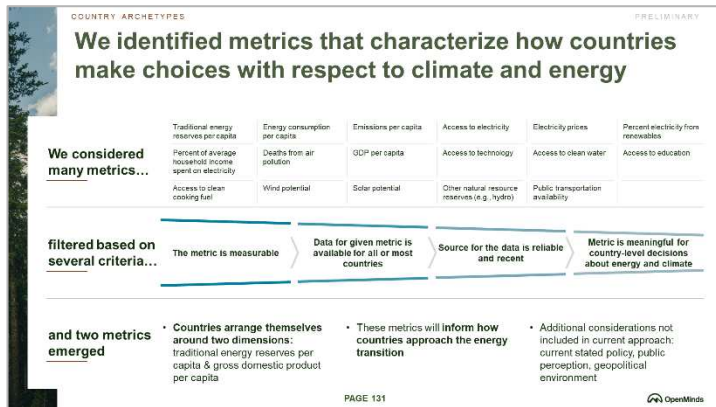 COUNTRY ARCHETYPES
PRELIMINARY
We identified metrics that characterize how countries
make choices with respect to climate and energy
We considered
many metrics...
Traditional energy
reserves per capita
Energy consumption
per capita
Emissions per capita
Access to electricity
Electricity prices
Percent electricity from
renewables
Percent of average
household income
spent on electricity
Deaths from air
pollution
GDP per capita
Access to technology
Access to clean water
Access to education
Access to clean
cooking fuel
Wind potential
Solar potential
Other natural resource
reserves (e.g., hydro)
Public transportation
availability
filtered based on
several criteria...
The metric is measurable
Data for given metric is
available for all or most
countries
Source for the data is reliable
and recent
Metric is meaningful for
country-level decisions
about energy and climate
and two metrics
emerged
• Countries arrange themselves
around two dimensions:
traditional energy reserves per
capita & gross domestic product
per capita
• These metrics will inform how
countries approach the energy
transition
• Additional considerations not
included in current approach:
current stated policy, public
perception, geopolitical
environment
PAGE 131
OpenMinds